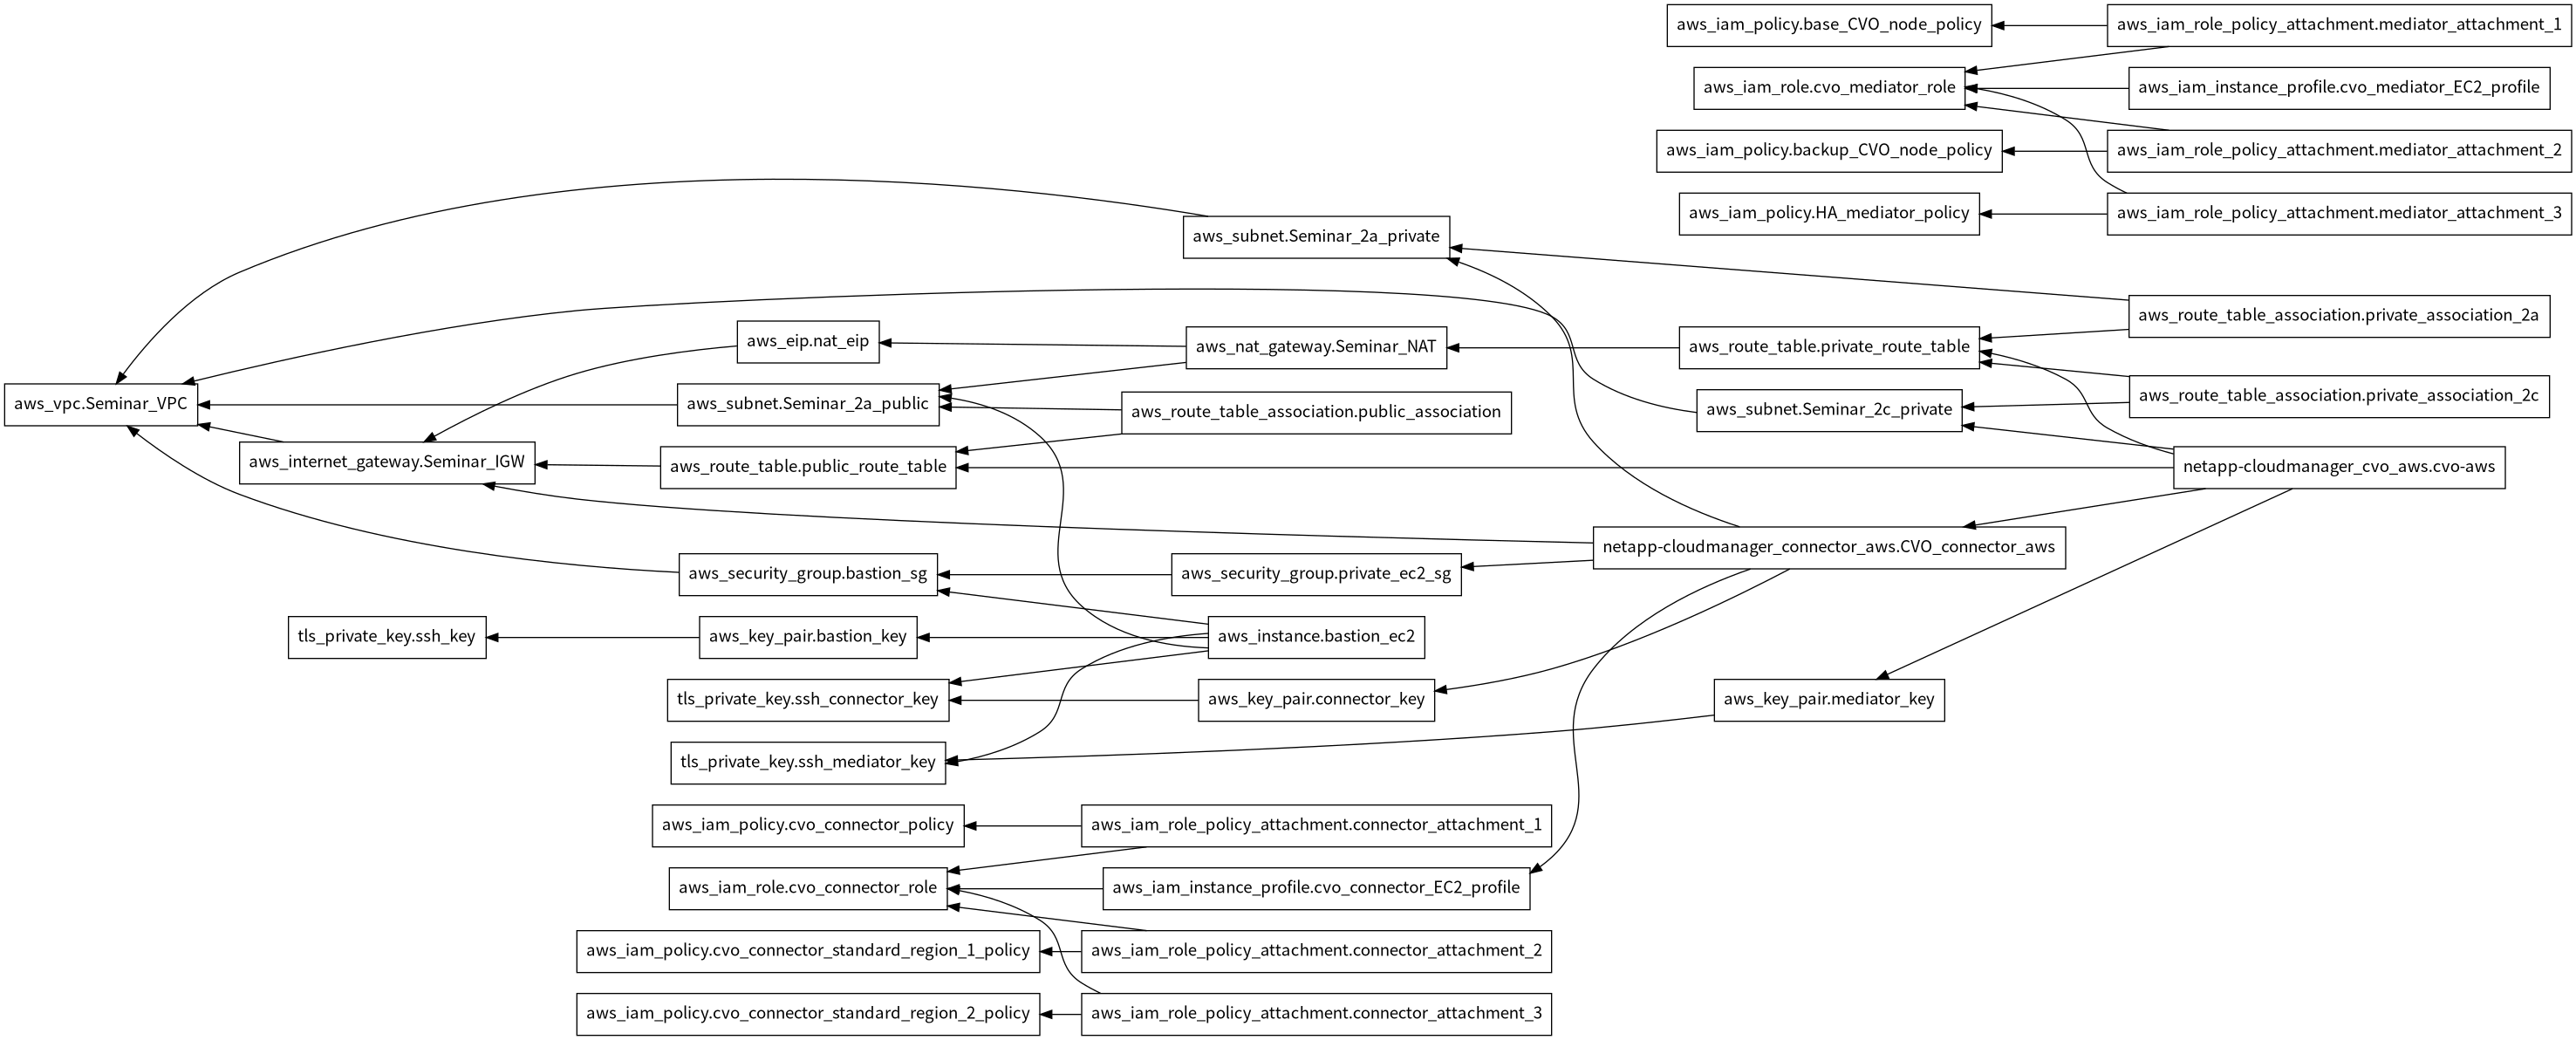 aws_iam_policy.base_CVO_node_policy
aws_iam_role_policy_attachment.mediator_attachment_1
aws_iam_role.cvo_mediator_role
aws_iam_instance_profile.cvo_mediator_EC2_profile
aws_iam_policy.backup_CVO_node_policy
aws_iam_role_policy_attachment.mediator_attachment_2
aws_iam_policy.HA_mediator_policy
aws_iam_role_policy_attachment.mediator_attachment_3
aws_subnet.Seminar_2a_private
aws_route_table_association.private_association_2a
aws_eip.nat_eip
aws_nat_gateway.Seminar_NAT
aws_route_table.private_route_table
aws_route_table_association.private_association_2c
aws_vpc.Seminar_VPC
aws_subnet.Seminar_2a_public
aws_route_table_association.public_association
aws_subnet.Seminar_2c_private
aws_internet_gateway.Seminar_IGW
aws_route_table.public_route_table
netapp-cloudmanager_cvo_aws.cvo-aws
netapp-cloudmanager_connector_aws.CVO_connector_aws
aws_security_group.bastion_sg
aws_security_group.private_ec2_sg
tls_private_key.ssh_key
aws_key_pair.bastion_key
aws_instance.bastion_ec2
tls_private_key.ssh_connector_key
aws_key_pair.connector_key
aws_key_pair.mediator_key
tls_private_key.ssh_mediator_key
aws_iam_policy.cvo_connector_policy
aws_iam_role_policy_attachment.connector_attachment_1
aws_iam_role.cvo_connector_role
aws_iam_instance_profile.cvo_connector_EC2_profile
aws_iam_policy.cvo_connector_standard_region_1_policy
aws_iam_role_policy_attachment.connector_attachment_2
aws_iam_policy.cvo_connector_standard_region_2_policy
aws_iam_role_policy_attachment.connector_attachment_3